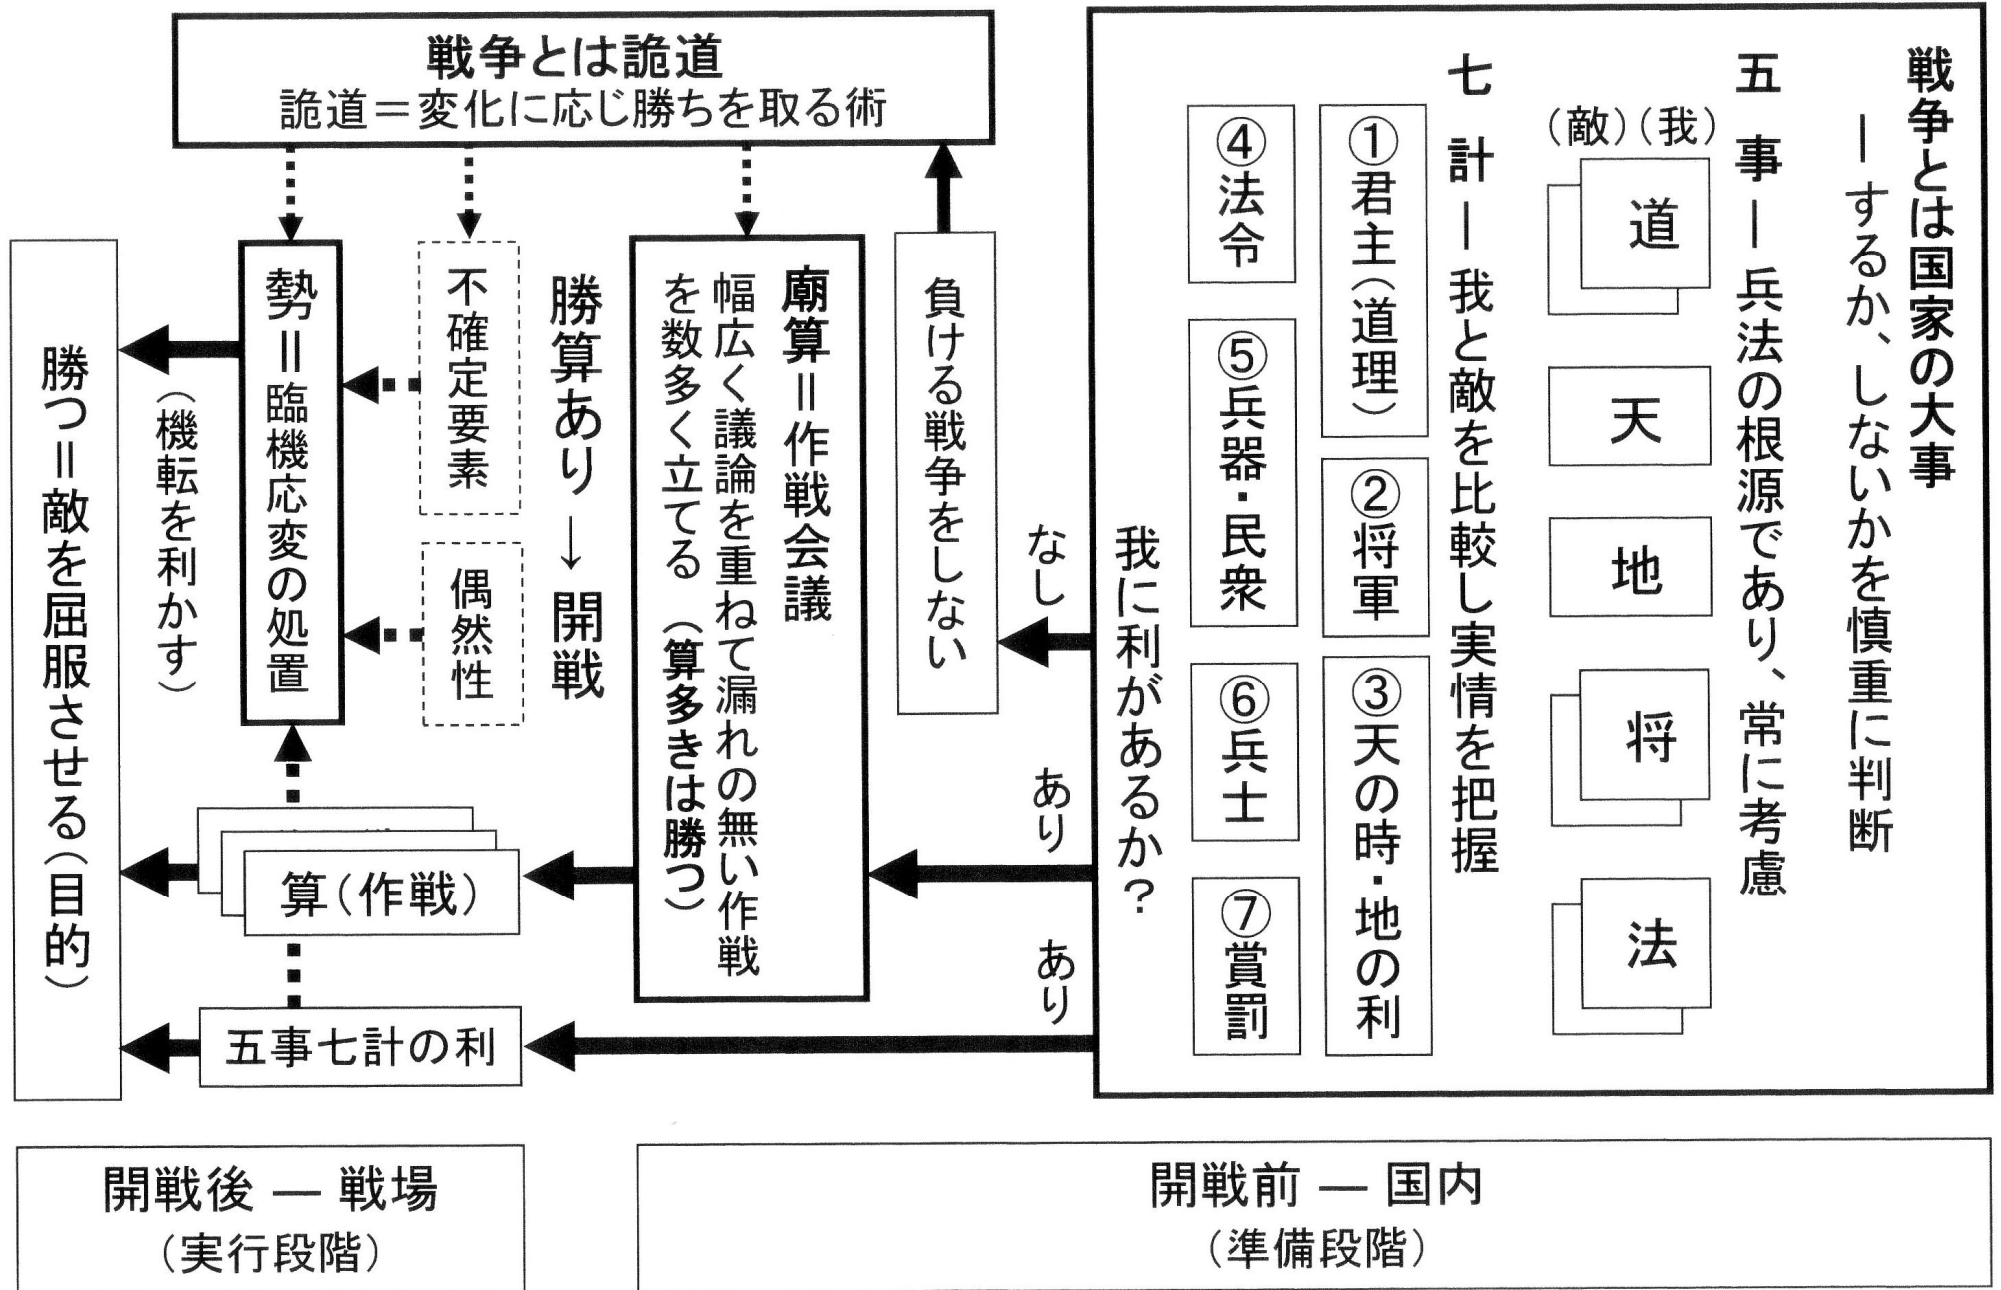 戦争とは国家の大事
―するか、しないかを慎重に判断
五 事―兵法の根源であり、常に考慮
(敵)(我)
道
天
地
将
法
七 計―我と敵を比較し実情を把握
①君主(道理)
②将軍
③天の時・地の利
④法令
⑤兵器・民衆
⑥兵士
⑦賞罰
我に利があるか?
なし
あり
あり
負ける戦争をしない
戦争とは詭道
詭道=変化に応じ勝ちを取る術
廟算=作戦会議
幅広く議論を重ねて漏れの無い作戦
を数多く立てる(算多きは勝つ)
勝算あり→開戦
不確定要素
偶然性
勢=臨機応変の処置
(機転を利かす)
算(作戦)
五事七計の利
勝つ=敵を屈服させる(目的)
開戦前 ― 国内
(準備段階)
開戦後 ― 戦場
(実行段階)